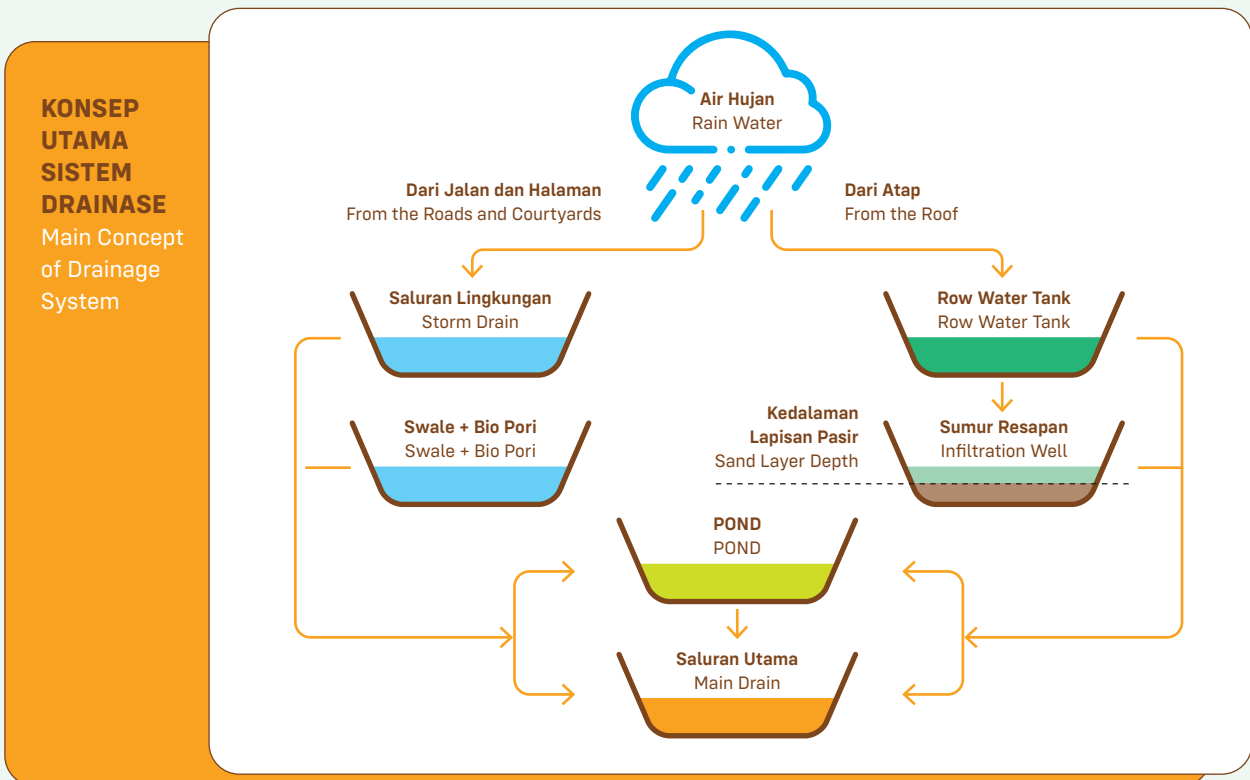 KONSEP
UTAMA
SISTEM
DRAINASE
Main Concept
of Drainage
System
Air Hujan
Rain Water
Dari Jalan dan Halaman
From the Roads and Courtyards
Dari Atap
From the Roof
Saluran Lingkungan
Storm Drain
Row Water Tank
Row Water Tank
Swale + Bio Pori
Swale + Bio Pori
Kedalaman
Lapisan Pasir
Sand Layer Depth
Sumur Resapan
Infiltration Well
POND
POND
Saluran Utama
Main Drain